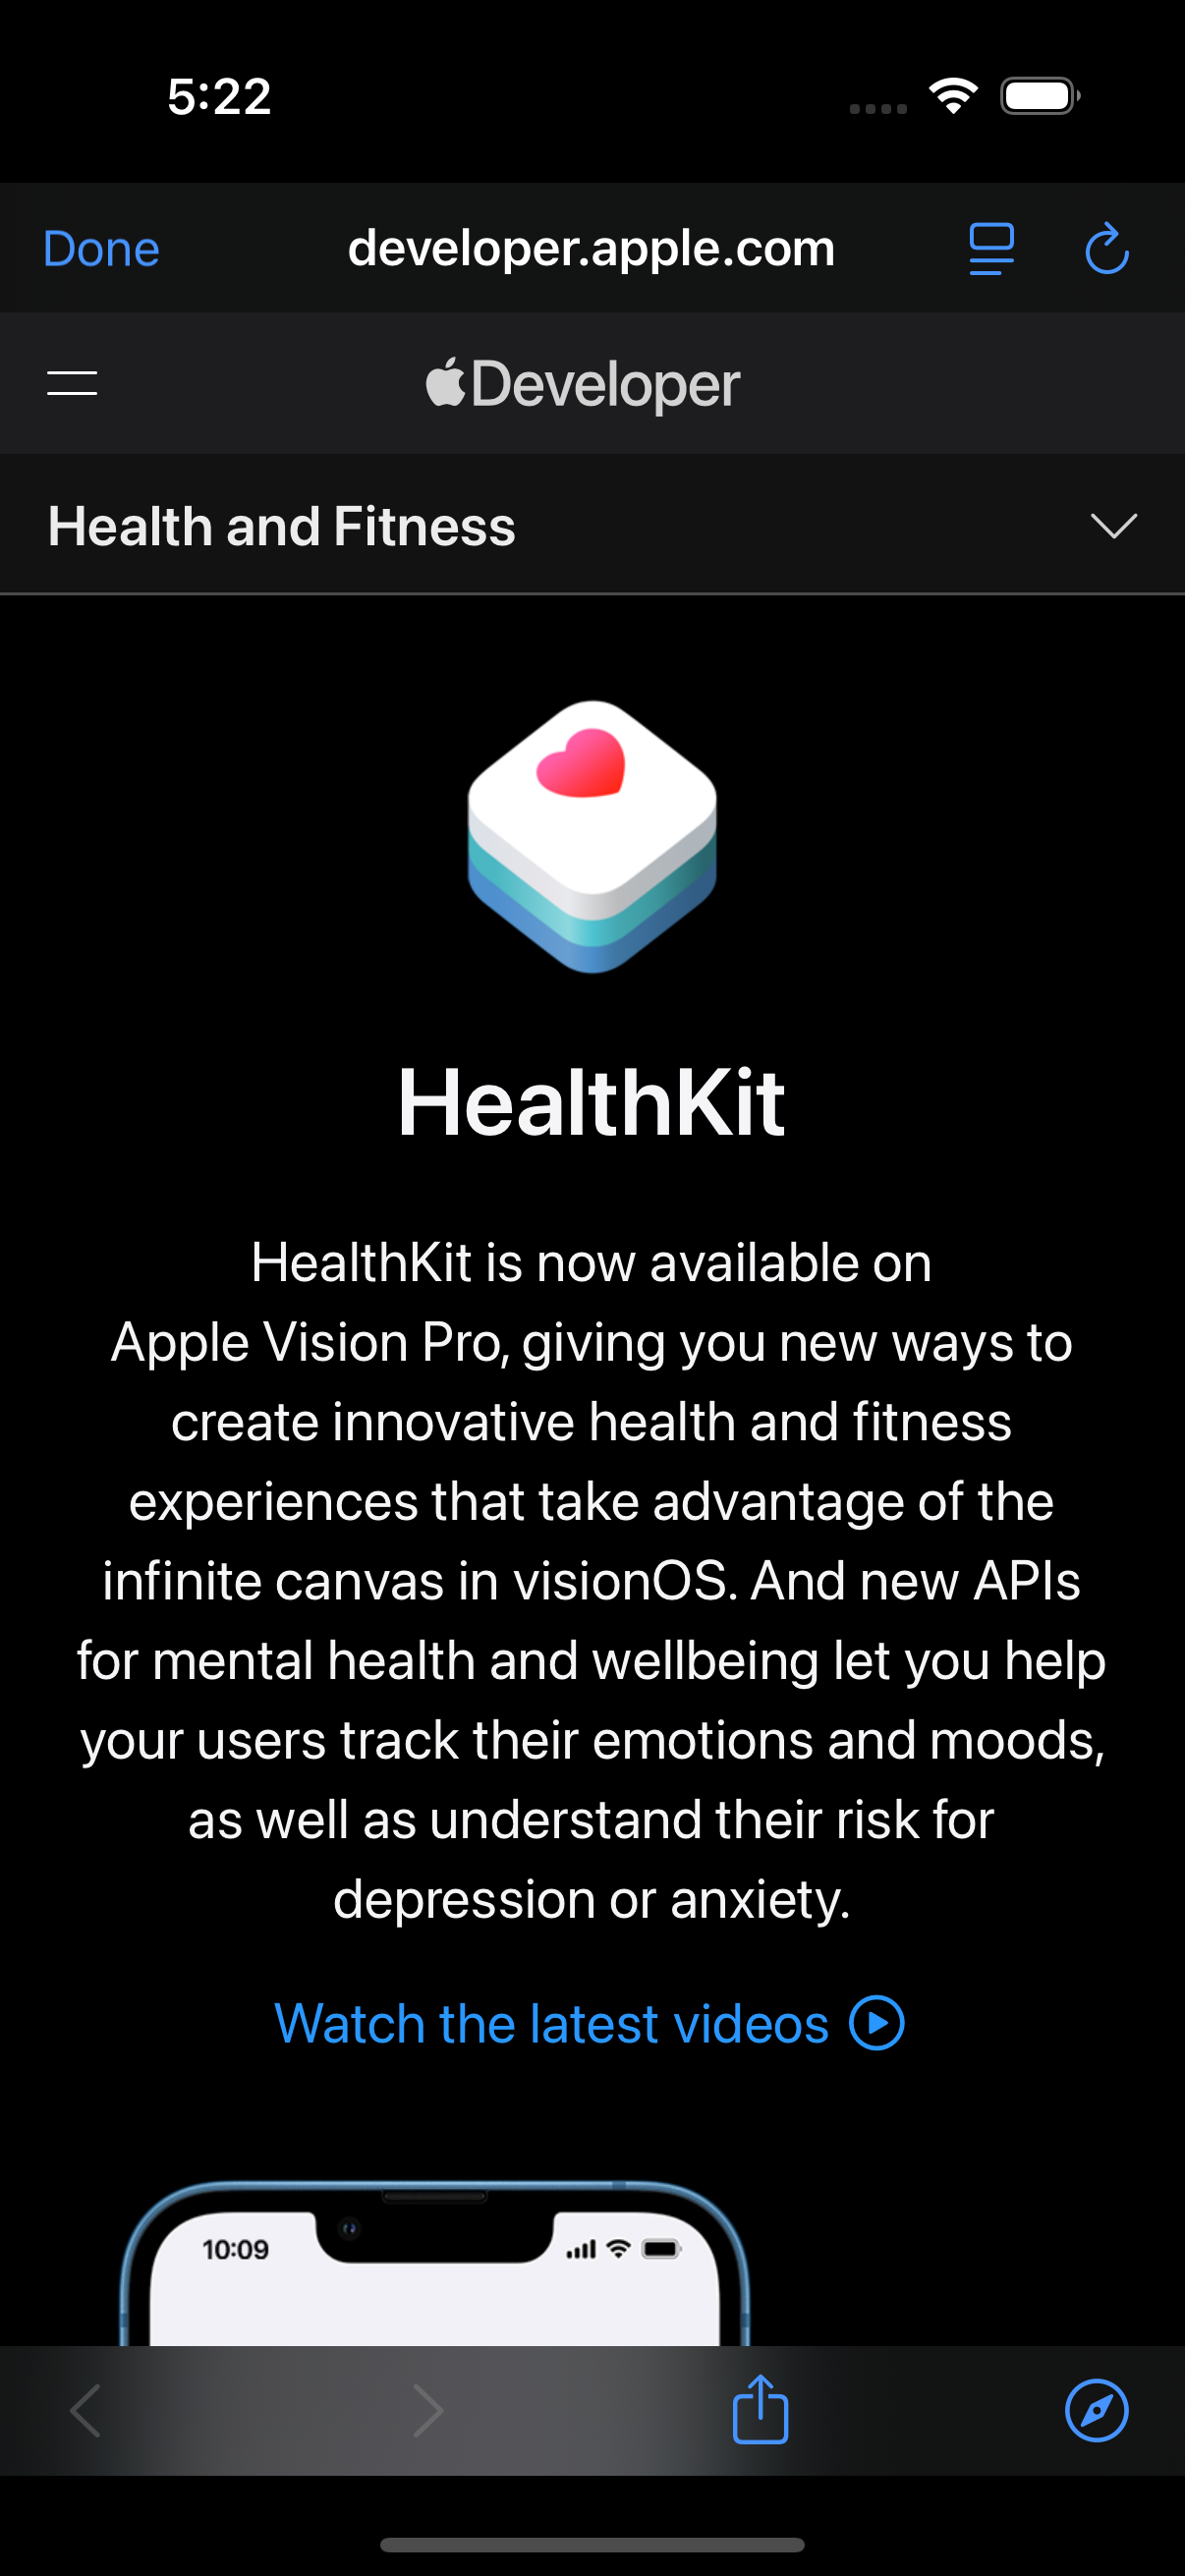 5:22
Done
developer.apple.com
Developer
Health and Fitness
HealthKit
HealthKit is now available on
Apple Vision Pro, giving you new ways to
create innovative health and fitness
experiences that take advantage of the
infinite canvas in visionOS. And new APIs
for mental health and wellbeing let you help
your users track their emotions and moods,
as well as understand their risk for
depression or anxiety.
Watch the latest videos
10:09